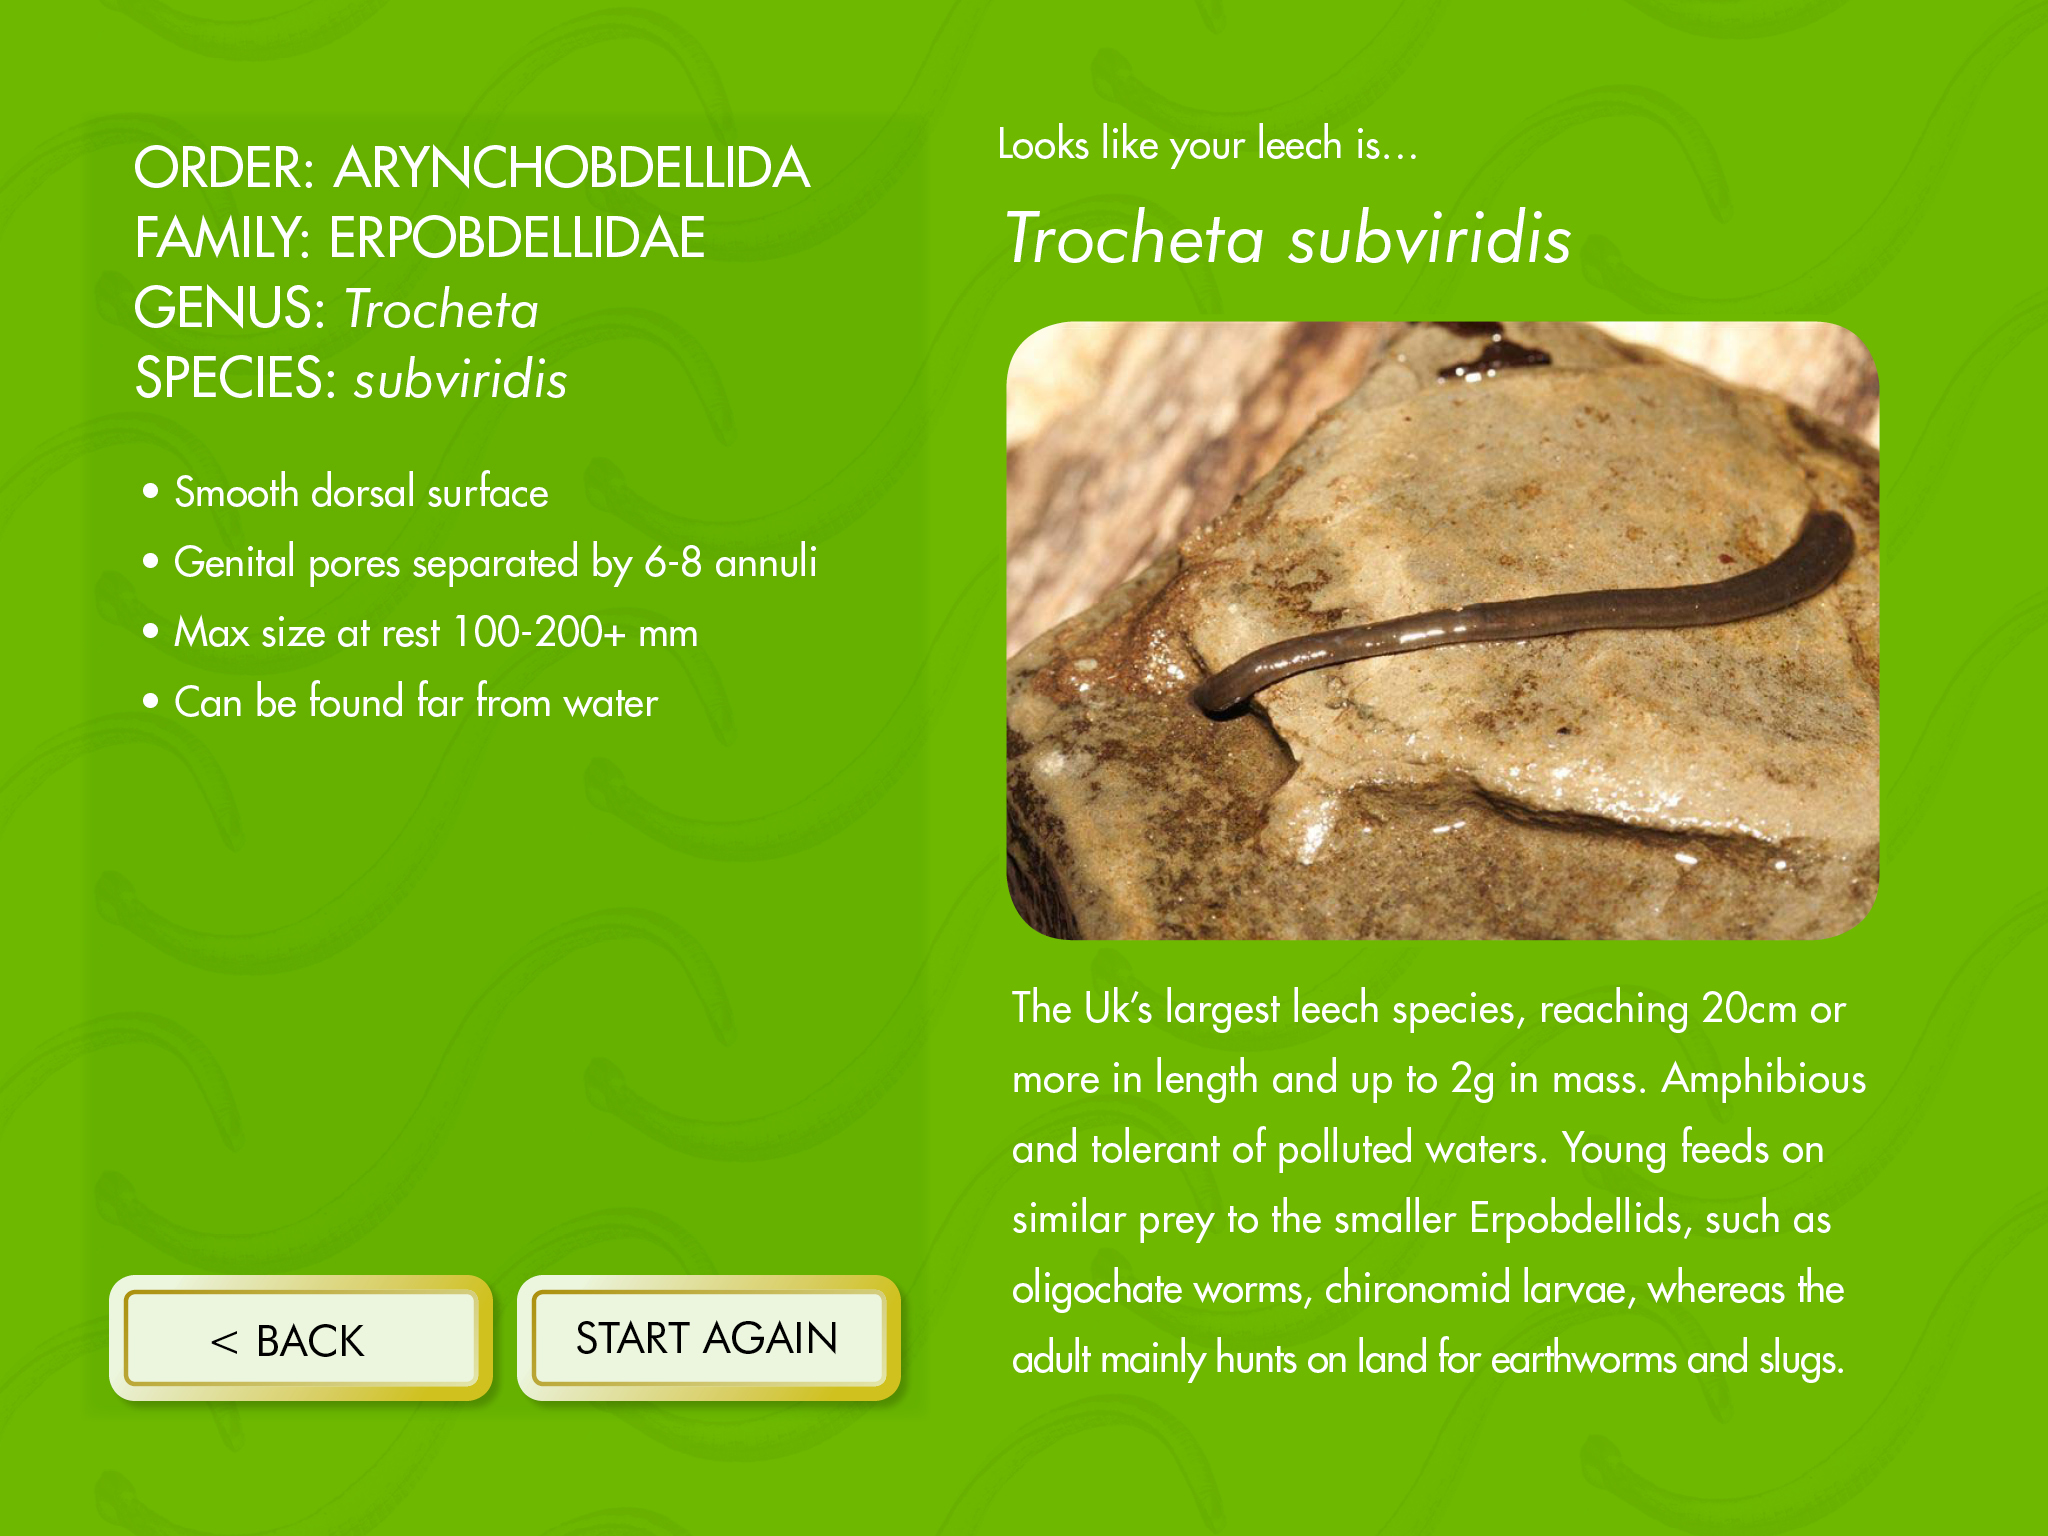 ORDER: ARYNCHOBDELLIDA
FAMILY: ERPOBDELLIDAE
GENUS: Trocheta
SPECIES: subviridis
• Smooth dorsal surface
• Genital pores separated by 6-8 annuli
• Max size at rest 100-200+ mm
• Can be found far from water
< BACK
START AGAIN
Looks like your leech is...
Trocheta subviridis
The Uk's largest leech species, reaching 20cm or
more in length and up to 2g in mass. Amphibious
and tolerant of polluted waters. Young feeds on
similar prey to the smaller Erpobdellids, such as
oligochate worms, chironomid larvae, whereas the
adult mainly hunts on land for earthworms and slugs.